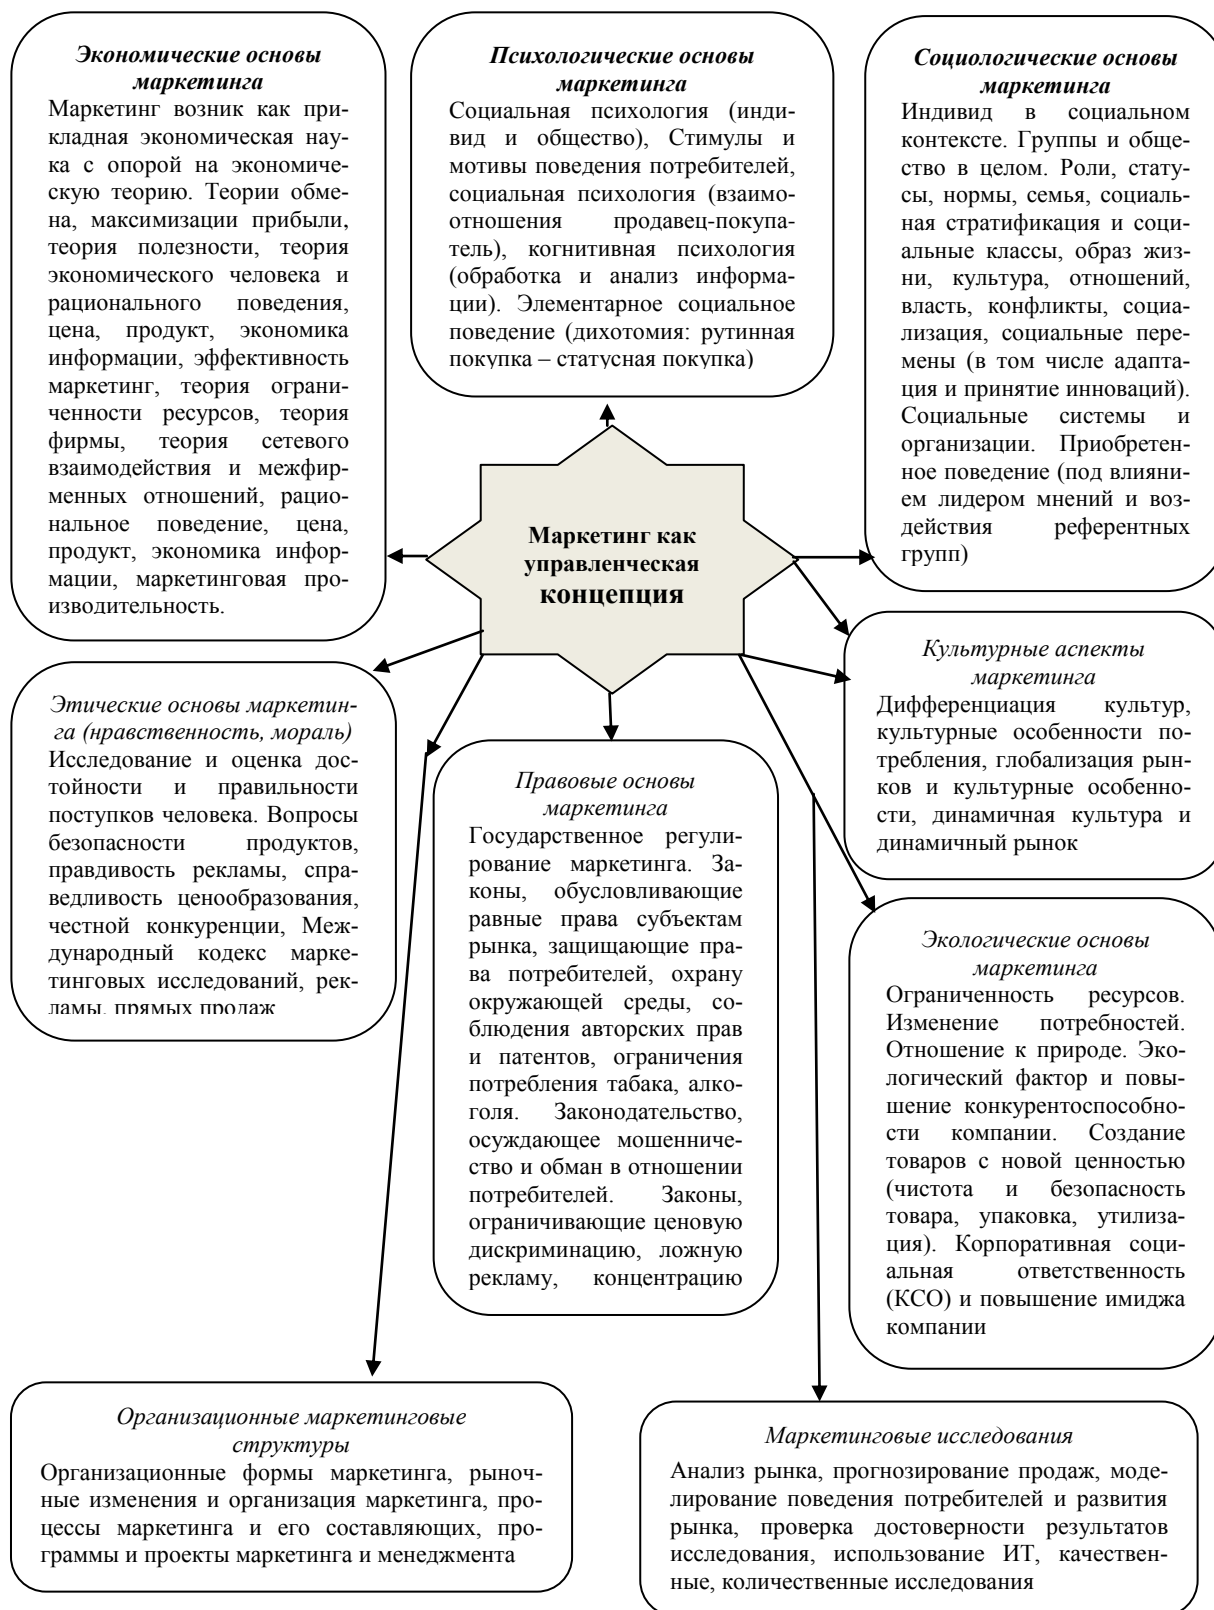 Экономические основы
маркетинга
Маркетинг возник как при-
кладная экономическая нау-
ка с опорой на экономиче-
скую теорию. Теории обме-
на, максимизации прибыли,
теория полезности, теория
экономического человека и
рационального поведения,
цена, продукт, экономика
информации, эффективность
маркетинг, теория ограни-
ченности ресурсов, теория
фирмы, теория сетевого
взаимодействия и межфир-
менных отношений, рацио-
нальное поведение, цена,
продукт, экономика инфор-
мации, маркетинговая про-
изводительность.
Психологические основы
маркетинга
Социальная психология (инди-
вид и общество), Стимулы и
мотивы поведения потребителей,
социальная психология (взаимо-
отношения продавец-покупа-
тель), когнитивная психология
(обработка и анализ информа-
ции). Элементарное социальное
поведение (дихотомия: рутинная
покупка – статусная покупка)
Социологические основы
маркетинга
Индивид в социальном
контексте. Группы и обще-
ство в целом. Роли, стату-
сы, нормы, семья, социаль-
ная стратификация и соци-
альные классы, образ жиз-
ни, культура, отношений,
власть, конфликты, социа-
лизация, социальные пере-
мены (в том числе адапта-
ция и принятие инноваций).
Социальные системы и
организации. Приобретен-
ное поведение (под влияни-
ем лидером мнений и воз-
действия референтных
групп)
Маркетинг как
управленческая
концепция
Этические основы маркетин-
га (нравственность, мораль)
Исследование и оценка дос-
тойности и правильности
поступков человека. Вопросы
безопасности продуктов,
правдивость рекламы, спра-
ведливость ценообразования,
честной конкуренции, Меж-
дународный кодекс марке-
тинговых исследований, рек-
ламы, прямых продаж
Правовые основы
маркетинга
Государственное регули-
рование маркетинга. За-
коны, обусловливающие
равные права субъектам
рынка, защищающие пра-
ва потребителей, охрану
окружающей среды, со-
блюдения авторских прав
и патентов, ограничения
потребления табака, алко-
голя. Законодательство,
осуждающее мошенниче-
ство и обман в отношении
потребителей. Законы,
ограничивающие ценовую
дискриминацию, ложную
рекламу, концентрацию
Культурные аспекты
маркетинга
Дифференциация культур,
культурные особенности по-
требления, глобализация рын-
ков и культурные особенно-
сти, динамичная культура и
динамичный рынок
Экологические основы
маркетинга
Ограниченность ресурсов.
Изменение потребностей.
Отношение к природе. Эко-
логический фактор и повы-
шение конкурентоспособно-
сти компании. Создание
товаров с новой ценностью
(чистота и безопасность
товара, упаковка, утилиза-
ция). Корпоративная соци-
альная ответственность
(КСО) и повышение имиджа
компании
Организационные маркетинговые
структуры
Организационные формы маркетинга, рыноч-
ные изменения и организация маркетинга, про-
цессы маркетинга и его составляющих, про-
граммы и проекты маркетинга и менеджмента
Маркетинговые исследования
Анализ рынка, прогнозирование продаж, моде-
лирование поведения потребителей и развития
рынка, проверка достоверности результатов
исследования, использование ИТ, качествен-
ные, количественные исследования